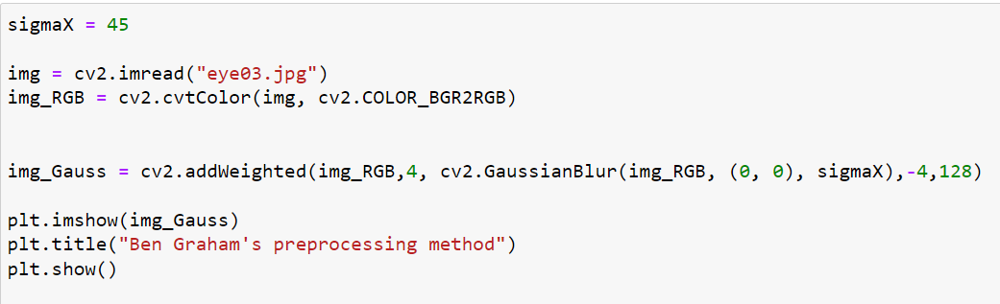 sigmaX = 45
img = cv2.imread("eye03.jpg")
img_RGB = cv2.cvtColor(img, cv2.COLOR_BGR2RGB)
img_Gauss = cv2.addWeighted(img_RGB,4, cv2.GaussianBlur(img_RGB, (0, 0), sigmaX),-4,128)
plt.imshow(img_Gauss)
plt.title("Ben Graham's preprocessing method")
plt.show()